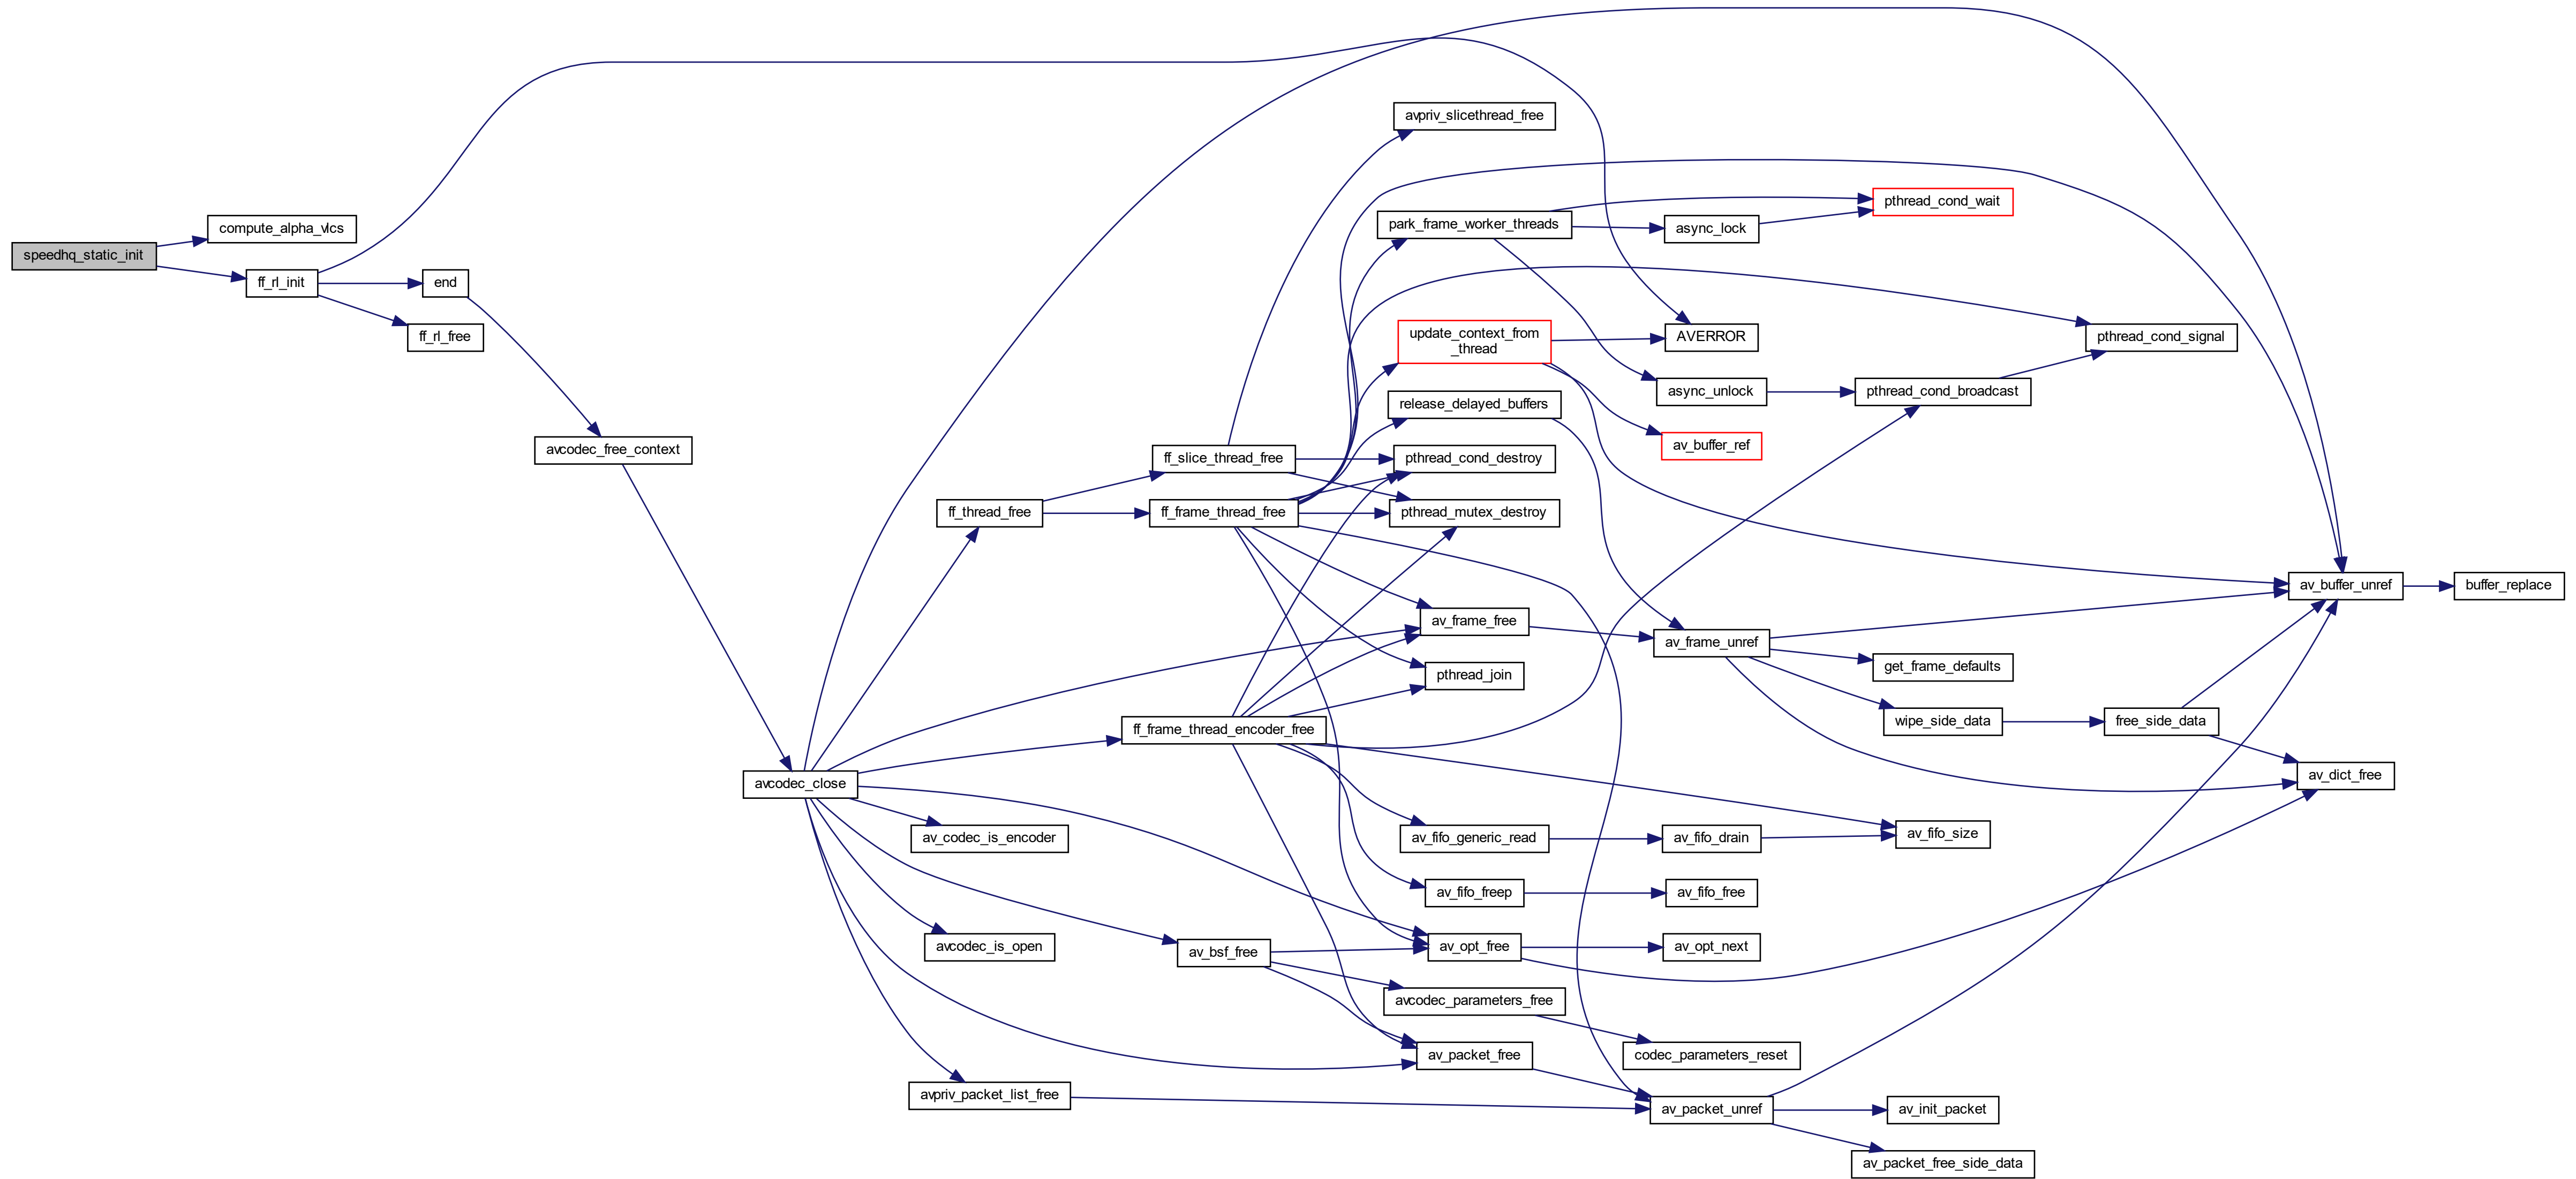 speedhq_static_init
compute_alpha_vlcs
ff_rl_init
end
ff_rl_free
avcodec_free_context
avcodec_close
ff_thread_free
av_codec_is_encoder
avcodec_is_open
avpriv_packet_list_free
ff_slice_thread_free
ff_frame_thread_free
ff_frame_thread_encoder_free
av_bsf_free
avpriv_slicethread_free
park_frame_worker_threads
update_context_from
_thread
release_delayed_buffers
pthread_cond_destroy
pthread_mutex_destroy
av_frame_free
pthread_join
av_fifo_generic_read
av_fifo_freep
av_opt_free
avcodec_parameters_free
av_packet_free
async_lock
AVERROR
async_unlock
av_buffer_ref
av_frame_unref
av_fifo_drain
av_fifo_free
av_opt_next
codec_parameters_reset
av_packet_unref
pthread_cond_wait
pthread_cond_broadcast
get_frame_defaults
wipe_side_data
av_fifo_size
av_init_packet
av_packet_free_side_data
pthread_cond_signal
free_side_data
av_buffer_unref
av_dict_free
buffer_replace